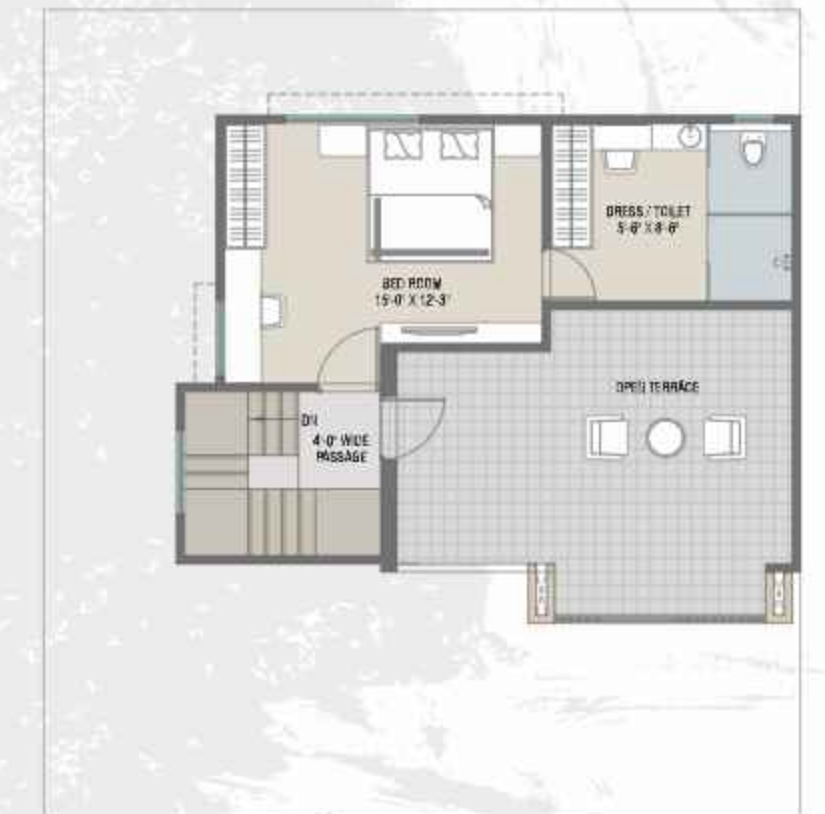 DRESS / TOILET
5'-6" X 8'-6"
BED ROOM
15'-0" X 12'-3"
OPEN TERRACE
DN
4'-0" WIDE
PASSAGE